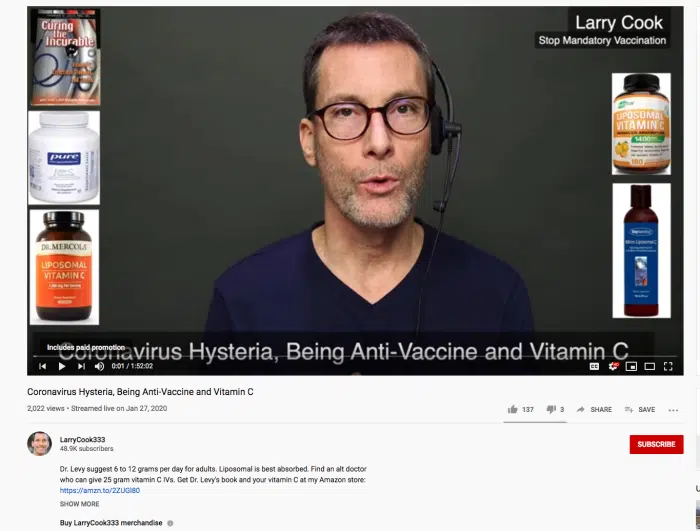 Curing
the
Incurable
Larry Cook
Stop Mandatory Vaccination
pure
LIPOSOMAL
VITAMIN C
1400
180
DR. MERCOLA
LIPOSOMAL
VITAMIN C
Includes paid promotion
Coronavirus Hysteria, Being Anti-Vaccine and Vitamin C
0:01 / 1:52:02
CC
Coronavirus Hysteria, Being Anti-Vaccine and Vitamin C
2,022 views • Streamed live on Jan 27, 2020
137
3
SHARE
SAVE
LarryCook333
48.9K subscribers
SUBSCRIBE
Dr. Levy suggest 6 to 12 grams per day for adults. Liposomal is best absorbed. Find an alt doctor
who can give 25 gram vitamin C IVs. Get Dr. Levy's book and your vitamin C at my Amazon store:
https://amzn.to/2ZUGl80
SHOW MORE
Buy LarryCook333 merchandise